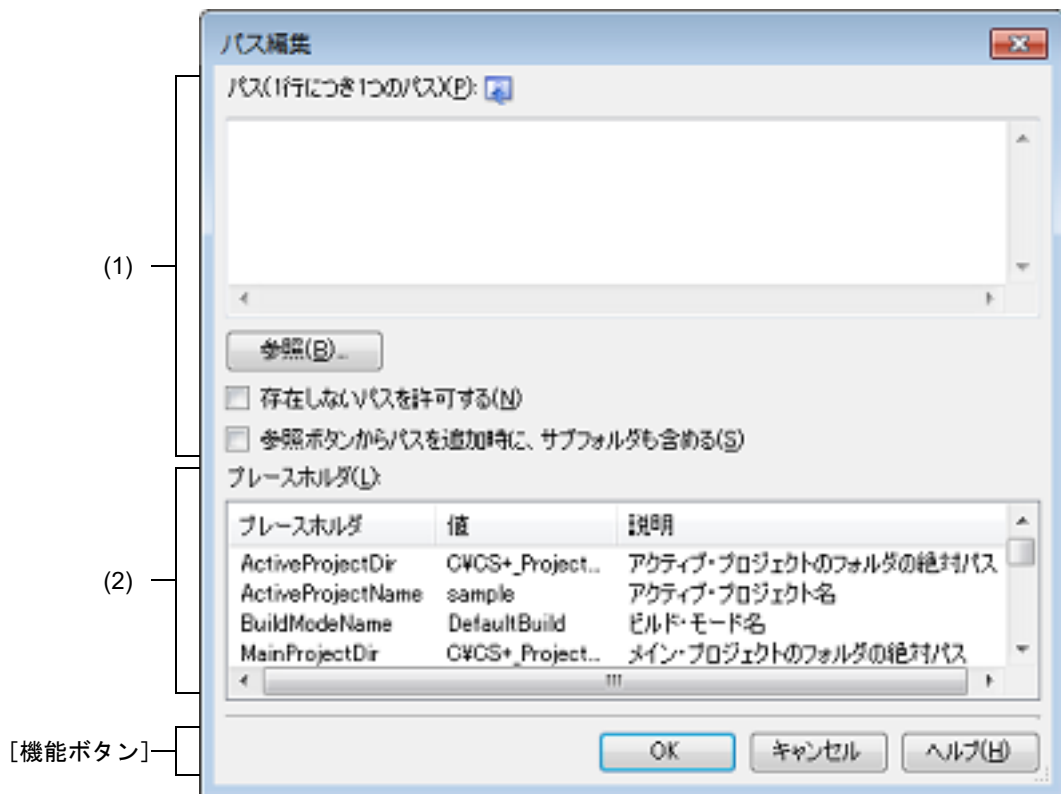 パス編集
パス(1行につき1つのパス)(P):
(1)
参照(B)...
存在しないパスを許可する(N)
参照ボタンからパスを追加時に、サブフォルダも含める(S)
プレースホルダ(L):
プレースホルダ 値 説明
ActiveProjectDir C¥CS+_Project... アクティブ・プロジェクトのフォルダの絶対パス
(2)
ActiveProjectName sample アクティブ・プロジェクト名
BuildModeName DefaultBuild ビルド・モード名
MainProjectDir C¥CS+_Project... メイン・プロジェクトのフォルダの絶対パス
[機能ボタン]
OK キャンセル ヘルプ(H)